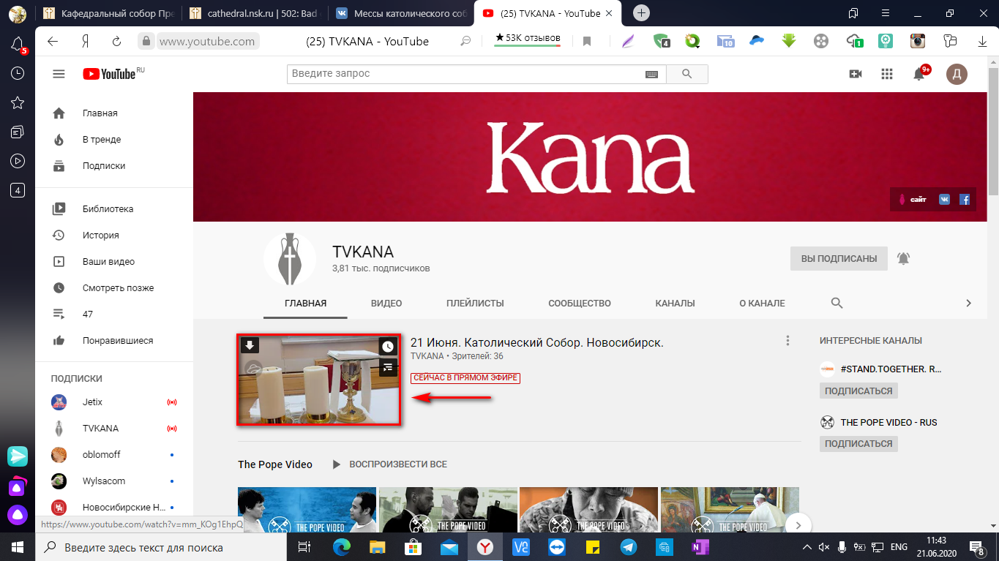 Кафедральный собор Пре
cathedral.nsk.ru | 502: Bad
Мессы католического соб
(25) TVKANA - YouTube
5
Я
www.youtube.com
(25) TVKANA - YouTube
★ 53K отзывов
4
10
1
YouTube RU
Введите запрос
9+
Д
4
Главная
В тренде
Подписки
Библиотека
История
Ваши видео
Смотреть позже
47
Понравившиеся
ПОДПИСКИ
Jetix
TVKANA
oblomoff
Wylsacom
Новосибирские Н...
Kana
сайт
TVKANA
3,81 тыс. подписчиков
ВЫ ПОДПИСАНЫ
ГЛАВНАЯ
ВИДЕО
ПЛЕЙЛИСТЫ
СООБЩЕСТВО
КАНАЛЫ
О КАНАЛЕ
21 Июня. Католический Собор. Новосибирск.
TVKANA • Зрителей: 36
СЕЙЧАС В ПРЯМОМ ЭФИРЕ
ИНТЕРЕСНЫЕ КАНАЛЫ
#STAND.TOGETHER. R...
ПОДПИСАТЬСЯ
THE POPE VIDEO - RUS
ПОДПИСАТЬСЯ
The Pope Video
ВОСПРОИЗВЕСТИ ВСЕ
THE POPE VIDEO
THE POPE VIDEO
THE POPE VIDEO
THE POPE VIDEO
https://www.youtube.com/watch?v=mm_KOg1EhpQ
Введите здесь текст для поиска
ENG
11:43
21.06.2020
8